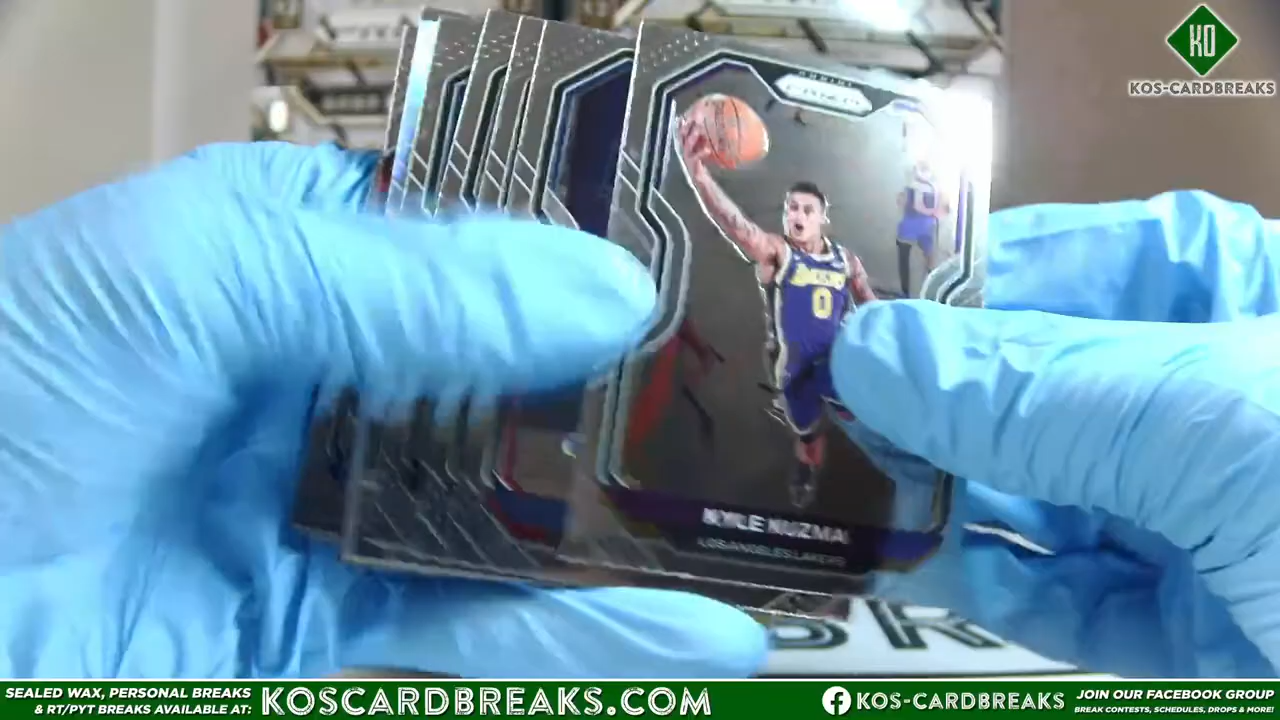 KO
KOS-CARDBREAKS
PANINI
PRIZM
LAKERS
0
KYLE KUZMA
LOS ANGELES LAKERS
SEALED WAX, PERSONAL BREAKS
& RT/PYT BREAKS AVAILABLE AT:
KOSCARDBREAKS.COM
KOS-CARDBREAKS
JOIN OUR FACEBOOK GROUP
BREAK CONTESTS, SCHEDULES, DROPS & MORE!